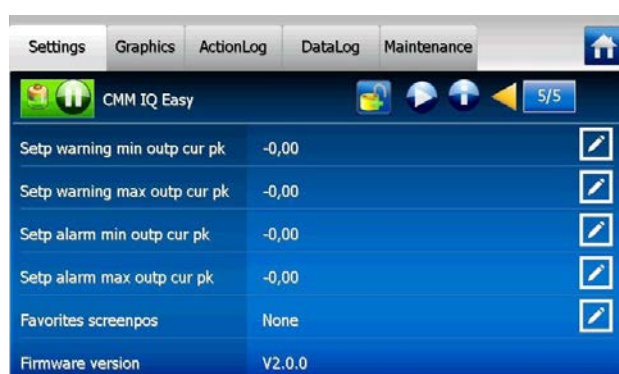 Settings Graphics ActionLog DataLog Maintenance
CMM IQ Easy 5/5
Setp warning min outp cur pk -0,00
Setp warning max outp cur pk -0,00
Setp alarm min outp cur pk -0,00
Setp alarm max outp cur pk -0,00
Favorites screenpos None
Firmware version V2.0.0